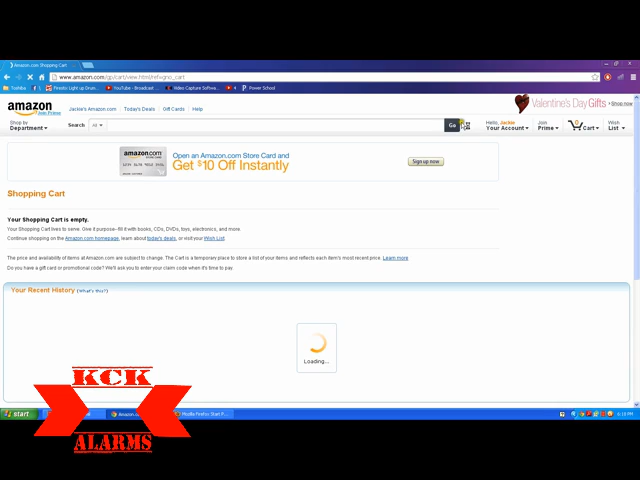 Amazon.com Shopping Cart
www.amazon.com/gp/cart/view.html/ref=gno_cart
Toshiba
YouTube - Broadcast ...
Video Capture Softwar...
Power School
amazon
Join Prime
Jackie's Amazon.com
Today's Deals
Gift Cards
Help
Valentine's Day Gifts
Shop now
Shop by
Department
Search
All
Go
Hello, Jackie
Your Account
Join
Prime
0
Cart
Wish
List
amazon.com
Open an Amazon.com Store Card and
Get $10 Off Instantly
Sign up now
Shopping Cart
Your Shopping Cart is empty.
Your Shopping Cart lives to serve. Give it purpose--fill it with books, CDs, DVDs, toys, electronics, and more.
Continue shopping on the Amazon.com homepage, learn about today's deals, or visit your Wish List.
The price and availability of items at Amazon.com are subject to change. The Cart is a temporary place to store a list of your items and reflects each item's most recent price. Learn more
Do you have a gift card or promotional code? We'll ask you to enter your claim code when it's time to pay.
Your Recent History (What's this?)
Loading...
KCK
ALARMS
start
Amazon.c
Mozilla Firefox Start P...
6:18 PM